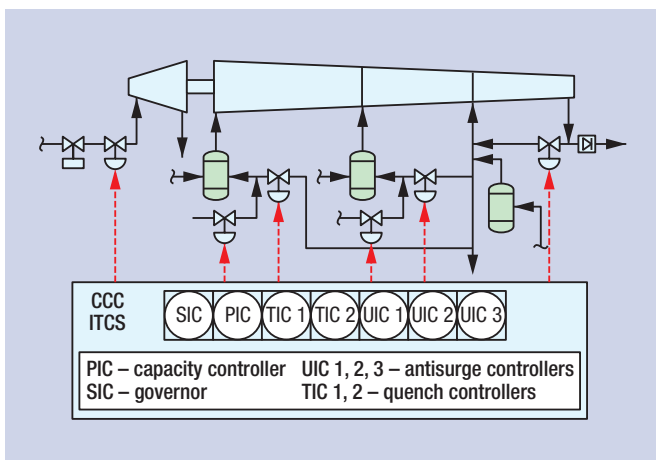 CCC
ITCS
SIC PIC TIC 1 TIC 2 UIC 1 UIC 2 UIC 3
PIC – capacity controller UIC 1, 2, 3 – antisurge controllers
SIC – governor TIC 1, 2 – quench controllers